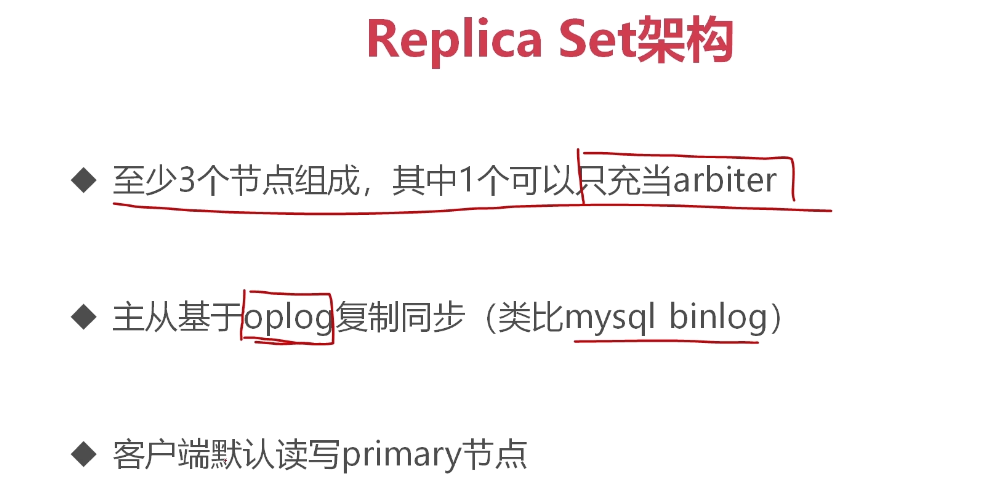 Replica Set架构
◆ 至少3个节点组成，其中1个可以只充当arbiter
◆ 主从基于oplog复制同步（类比mysql binlog）
◆ 客户端默认读写primary节点